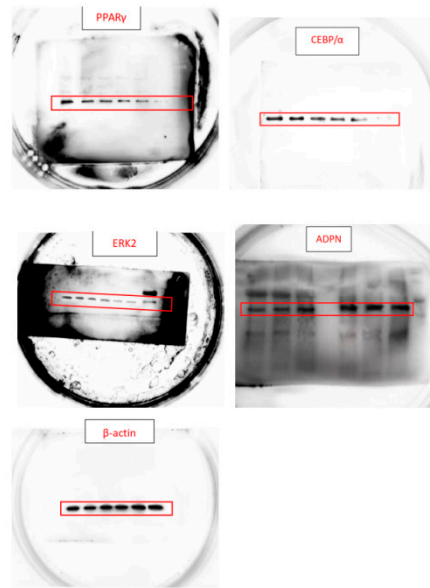 PPARγ
CEBP/α
ERK2
ADPN
β-actin